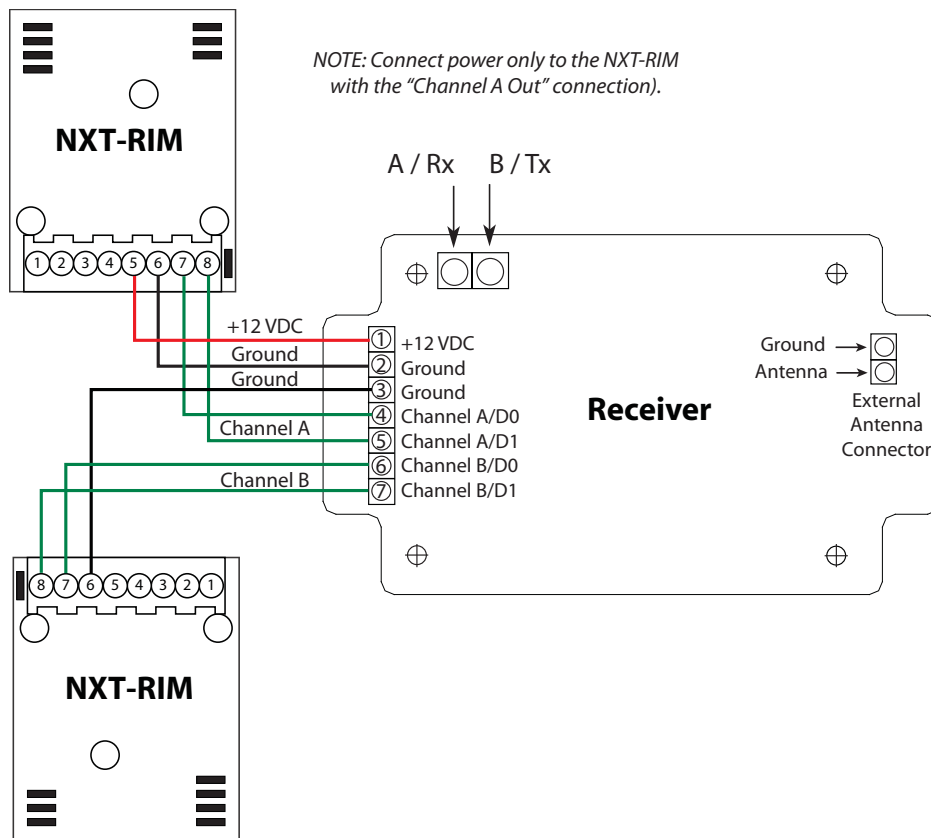 NOTE: Connect power only to the NXT-RIM
with the “Channel A Out” connection).
NXT-RIM
1 2 3 4 5 6 7 8
A / Rx B / Tx
+12 VDC
Ground
Ground
Channel A
Channel B
1 +12 VDC
2 Ground
3 Ground
4 Channel A/D0
5 Channel A/D1
6 Channel B/D0
7 Channel B/D1
Receiver
Ground
Antenna
External
Antenna
Connector
8 7 6 5 4 3 2 1
NXT-RIM